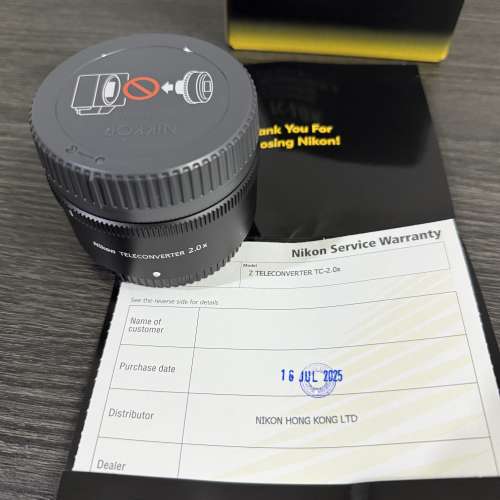 NIKKOR
Nikon TELECONVERTER 2.0x
ank You For
osing Nikon!
Nikon Service Warranty
Model
Z TELECONVERTER TC-2.0x
See the reverse side for details
Name of
customer
Purchase date
16 JUL 2025
Distributor
NIKON HONG KONG LTD
Dealer